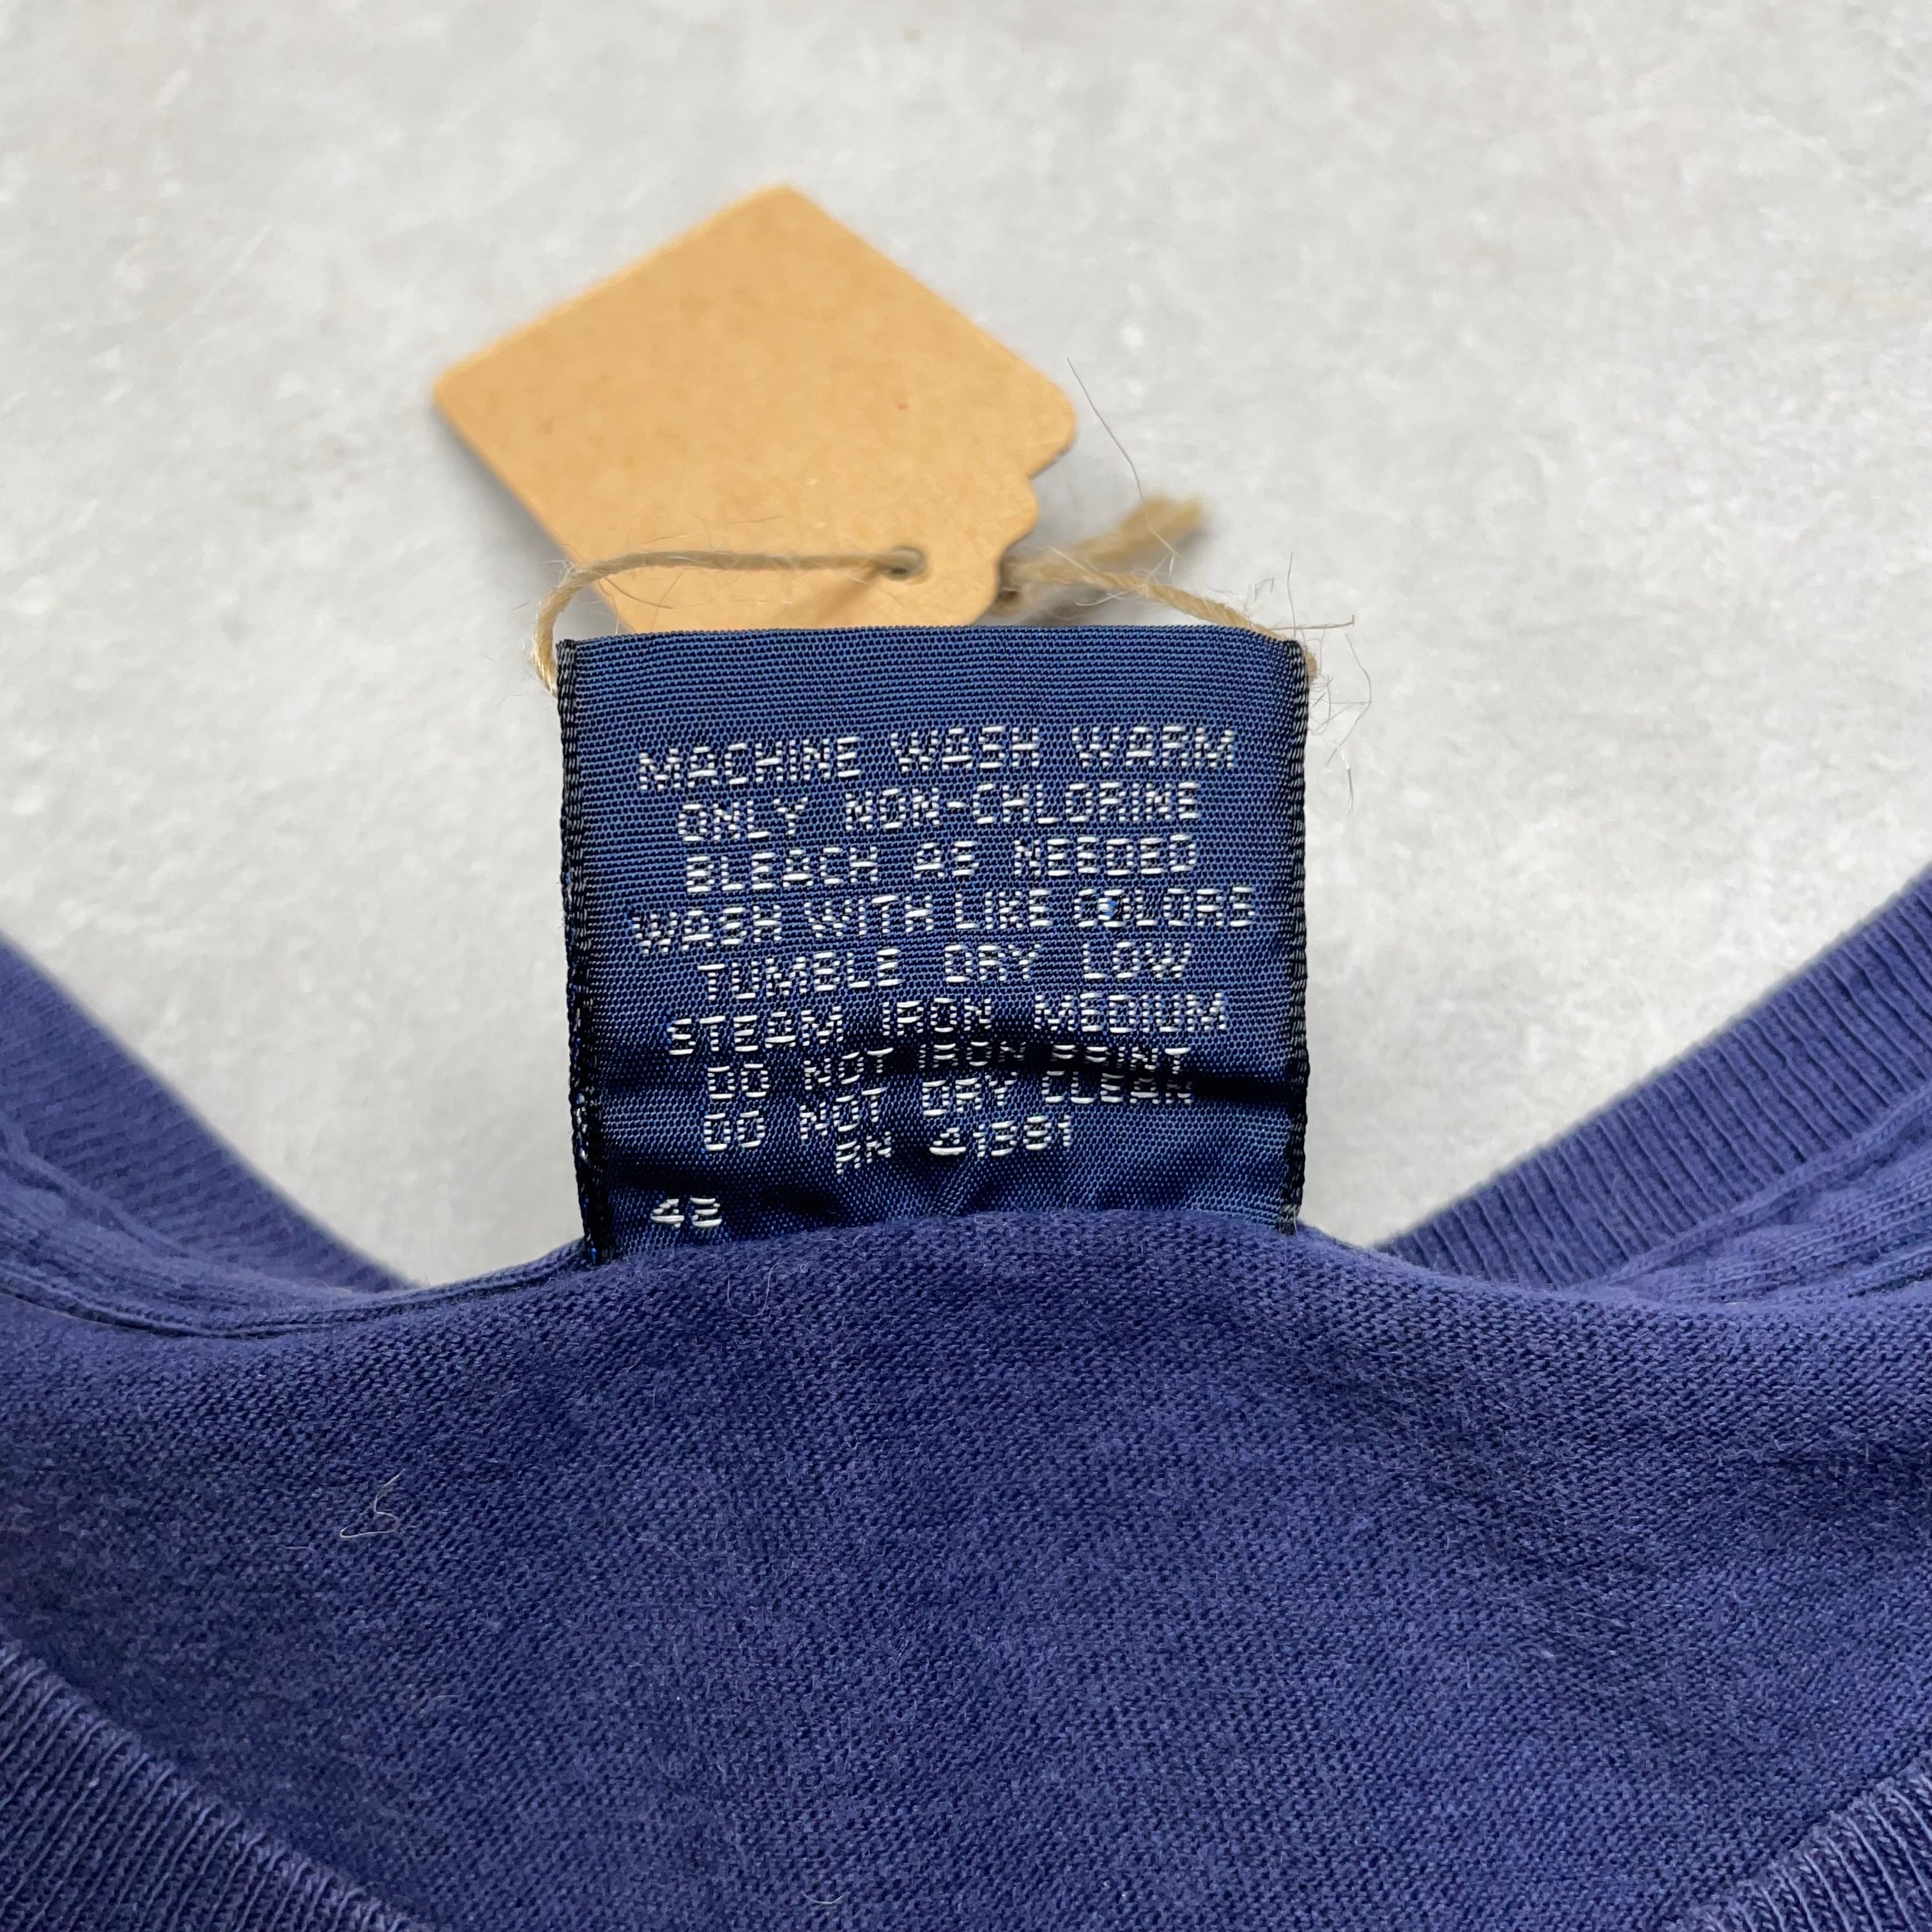 MACHINE WASH WARM
ONLY NON-CHLORINE
BLEACH AS NEEDED
WASH WITH LIKE COLORS
TUMBLE DRY LOW
STEAM IRON MEDIUM
DO NOT IRON PRINT
DO NOT DRY CLEAN
RN 41381
42